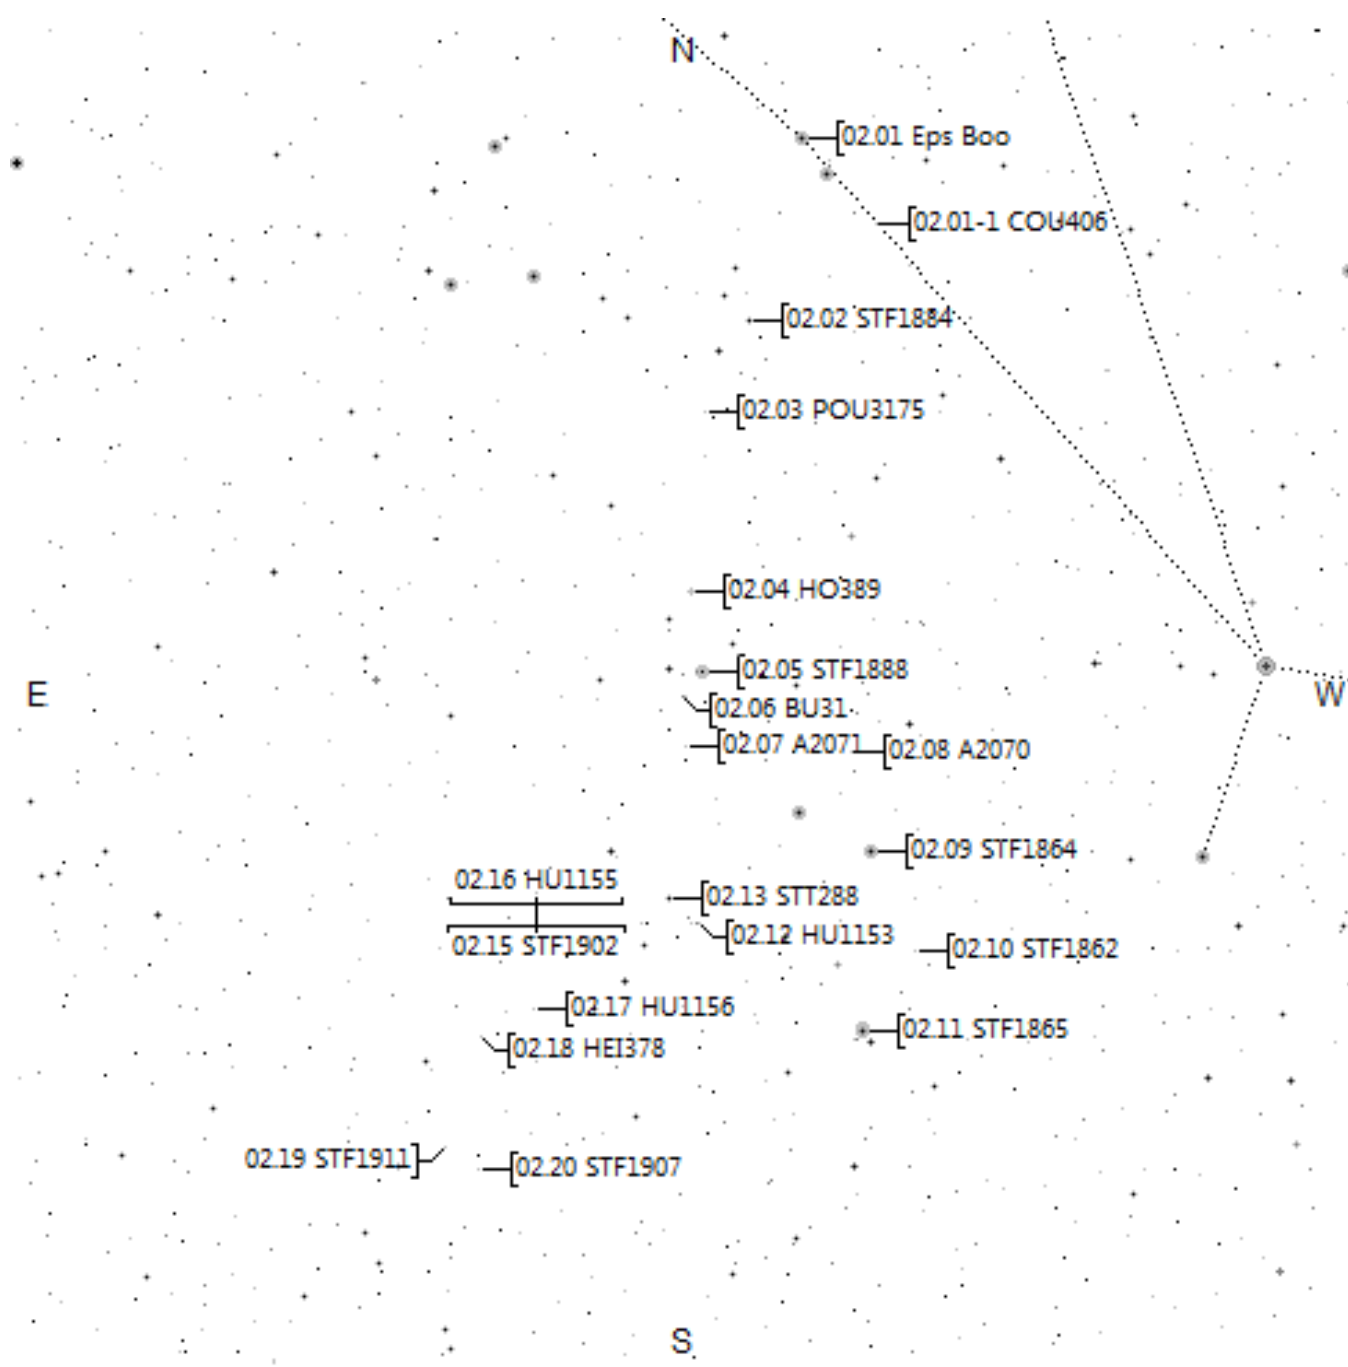 N
02.01 Eps Boo
02.01-1 COU406
02.02 STF1884
02.03 POU3175
02.04 HO389
02.05 STF1888
E
W
02.06 BU31
02.07 A2071
02.08 A2070
02.09 STF1864
02.16 HU1155
02.13 STT288
02.12 HU1153
02.15 STF1902
02.10 STF1862
02.17 HU1156
02.11 STF1865
02.18 HEI378
02.19 STF1911
02.20 STF1907
S